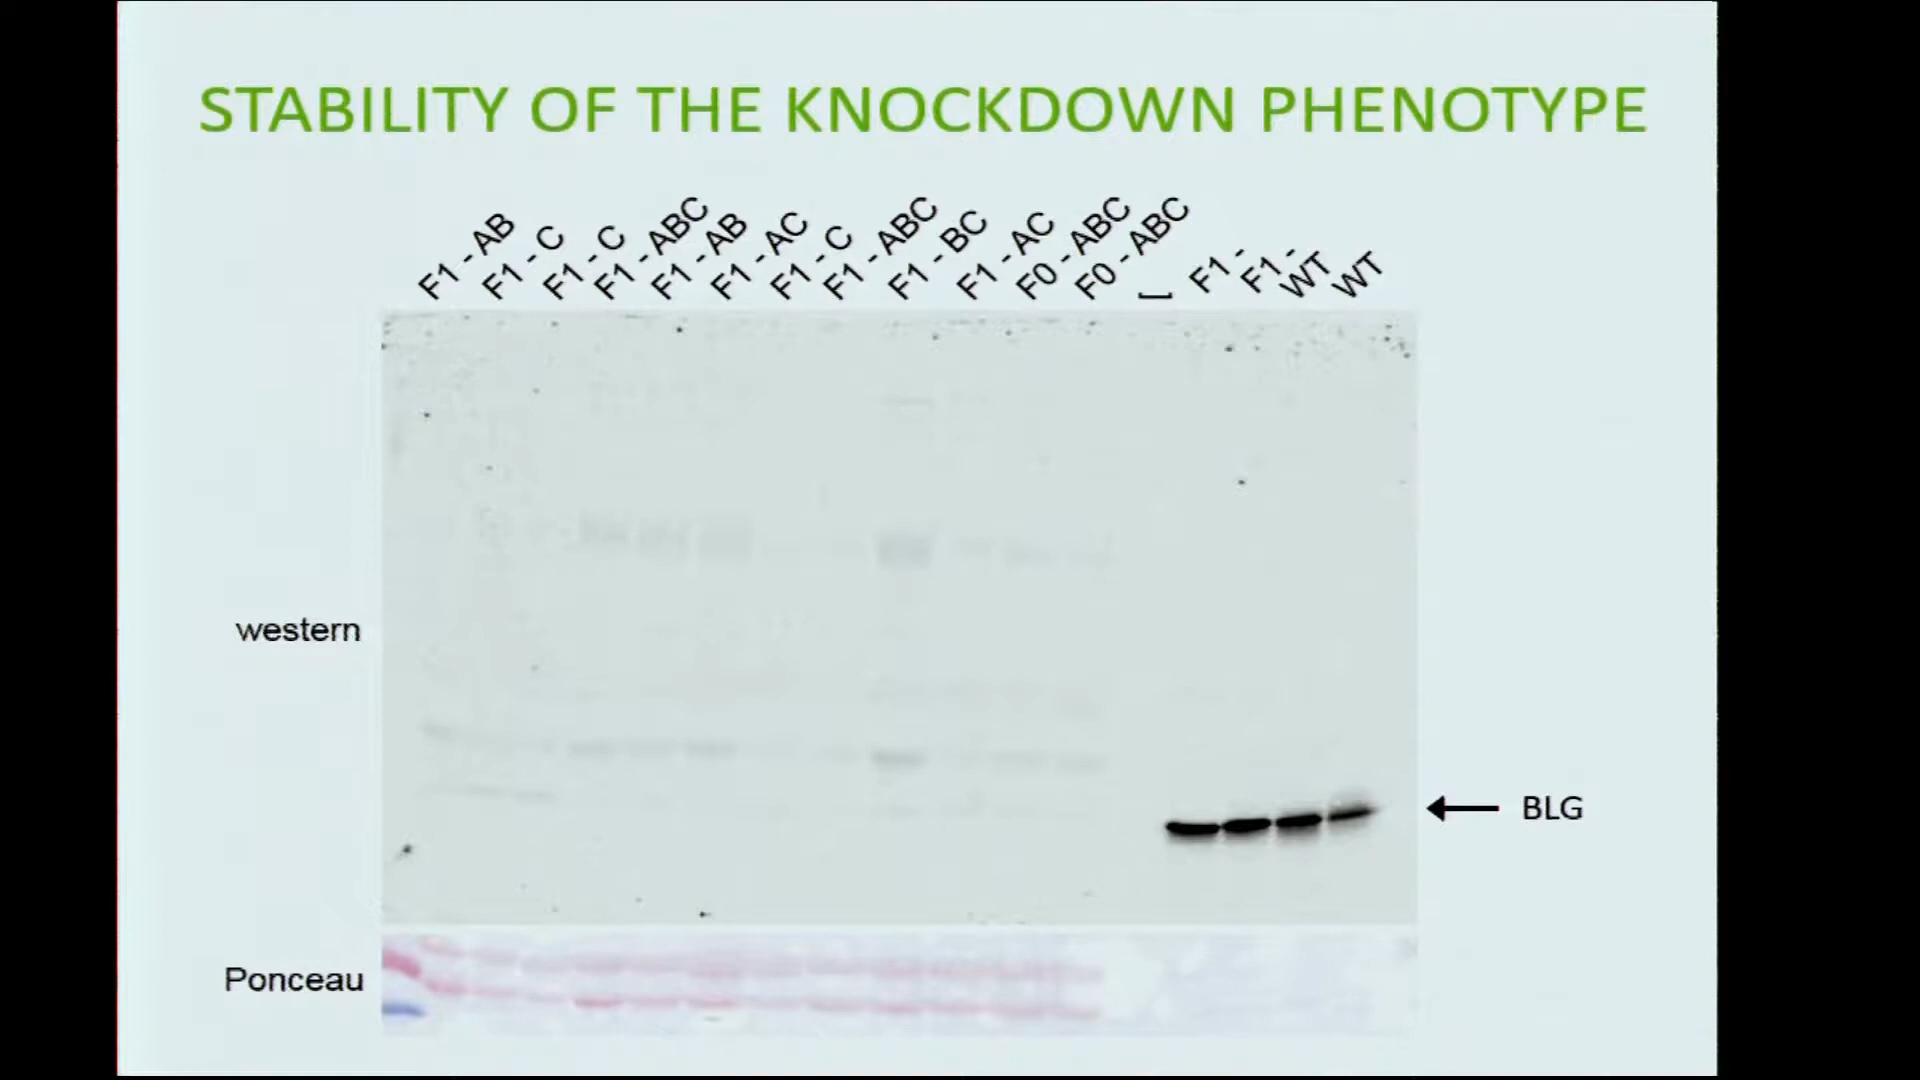 STABILITY OF THE KNOCKDOWN PHENOTYPE
F1 - AB
F1 - C
F1 - C
F1 - ABC
F1 - AB
F1 - AC
F1 - C
F1 - ABC
F1 - BC
F1 - AC
F0 - ABC
F0 - ABC
F1 -
F1 -
WT
WT
western
BLG
Ponceau